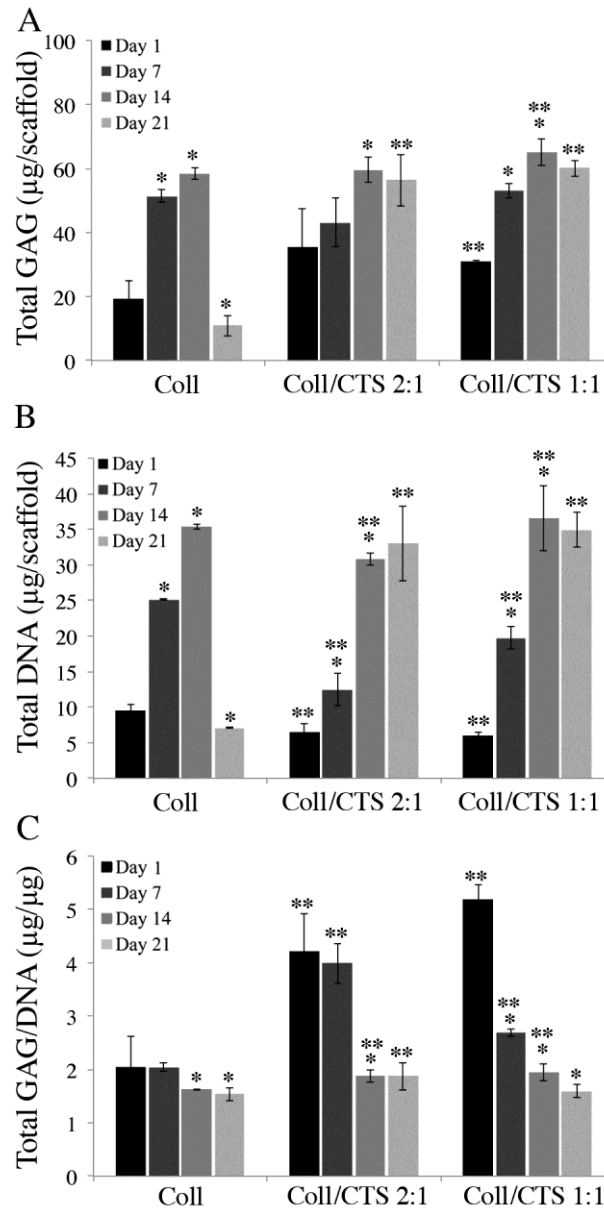 A
Total GAG (µg/scaffold)
100
80
60
40
20
0
Day 1
Day 7
Day 14
Day 21
* * *
* **
** * ** * **
Coll Coll/CTS 2:1 Coll/CTS 1:1
B
Total DNA (µg/scaffold)
45
40
35
30
25
20
15
10
5
0
Day 1
Day 7
Day 14
Day 21
* * *
** ** * ** * **
** ** * ** * **
Coll Coll/CTS 2:1 Coll/CTS 1:1
C
Total GAG/DNA (µg/µg)
6
5
4
3
2
1
0
Day 1
Day 7
Day 14
Day 21
* *
** ** ** * **
** ** * ** * *
Coll Coll/CTS 2:1 Coll/CTS 1:1